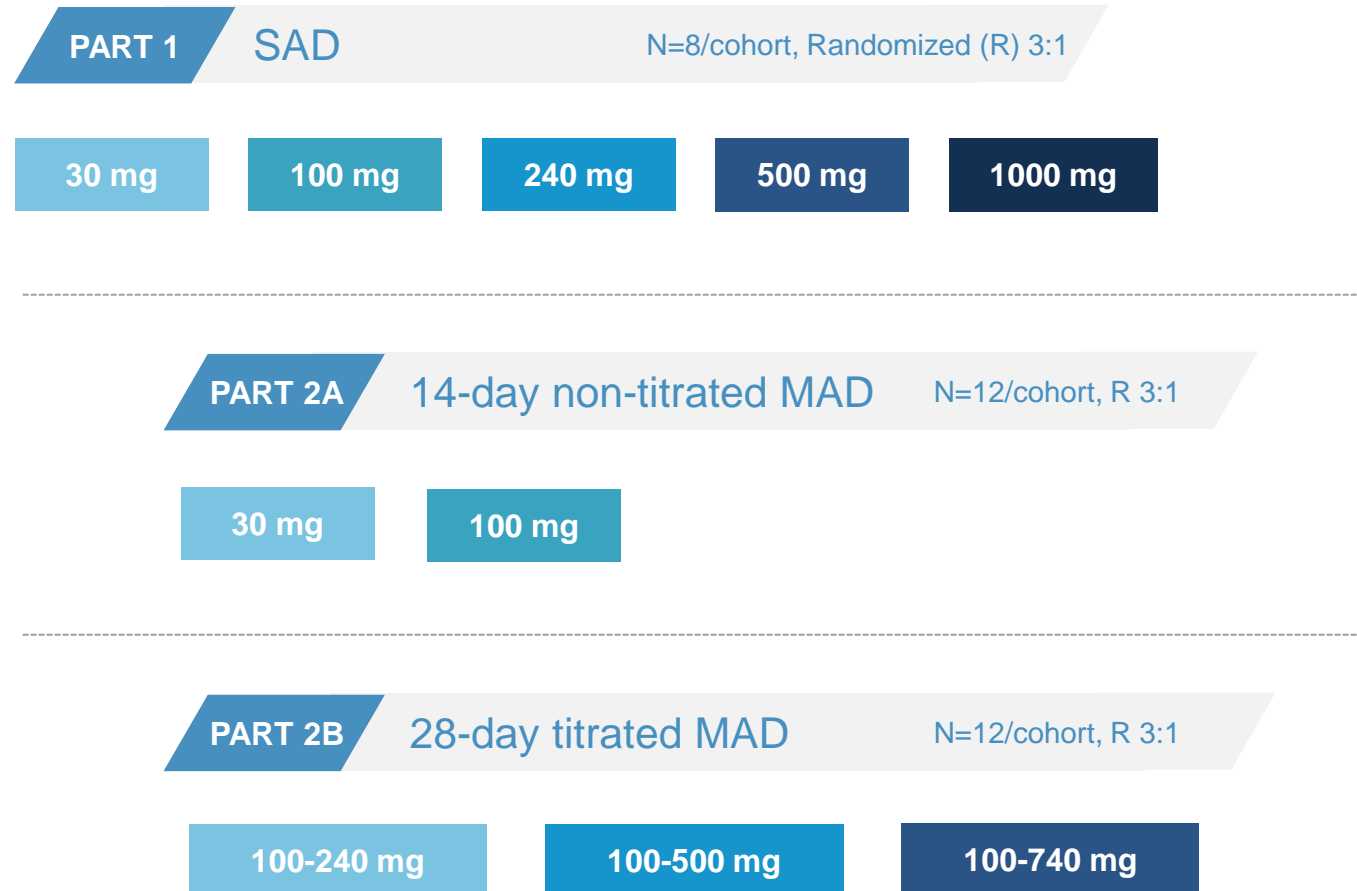 PART 1 SAD N=8/cohort, Randomized (R) 3:1
30 mg 100 mg 240 mg 500 mg 1000 mg
PART 2A 14-day non-titrated MAD N=12/cohort, R 3:1
30 mg 100 mg
PART 2B 28-day titrated MAD N=12/cohort, R 3:1
100-240 mg 100-500 mg 100-740 mg